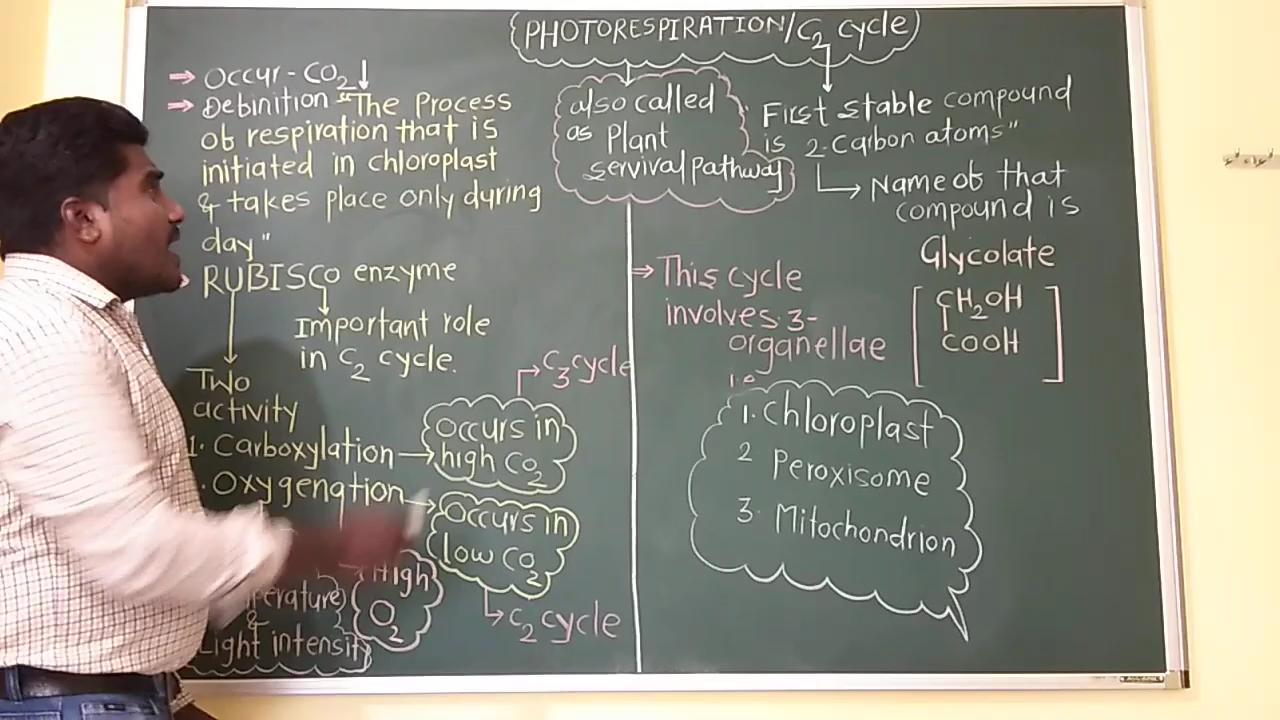 PHOTORESPIRATION/C2 cycle
⇒ Occur - CO2↓
⇒ Definition - "The Process
of respiration that is
initiated in chloroplast
& takes place only during
day"
RUBISCO enzyme
Important role
in C2 cycle.
Two
activity
1. Carboxylation → Occurs in
high CO2
C3 cycle
. Oxygenation → Occurs in
low CO2
C2 cycle
High
O2
perature
&
Light intensity
also called
as Plant
servival pathway
First stable compound
is 2-Carbon atoms"
Name of that
compound is
Glycolate
CH2OH
COOH
⇒ This cycle
involves 3-
organellae
1. Chloroplast
2 Peroxisome
3. Mitochondrion